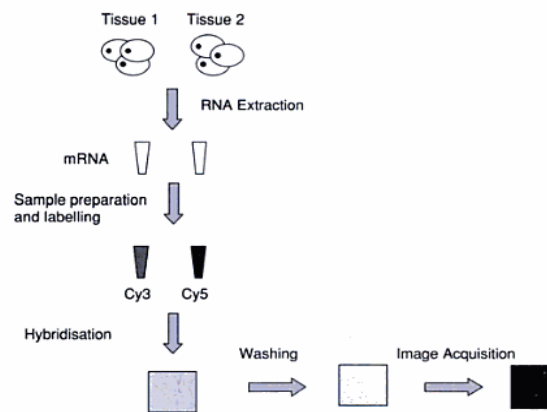 Tissue 1 Tissue 2
RNA Extraction
mRNA
Sample preparation
and labelling
Cy3 Cy5
Hybridisation
Washing
Image Acquisition